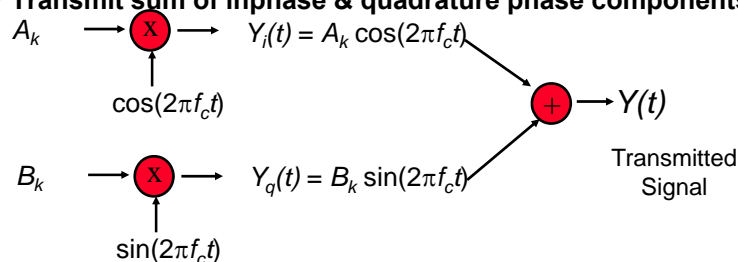 Transmit sum of inphase & quadrature phase components
A_k x Y_i(t) = A_k cos(2πf_ct)
cos(2πf_ct)
+ Y(t)
B_k x Y_q(t) = B_k sin(2πf_ct)
Transmitted
Signal
sin(2πf_ct)